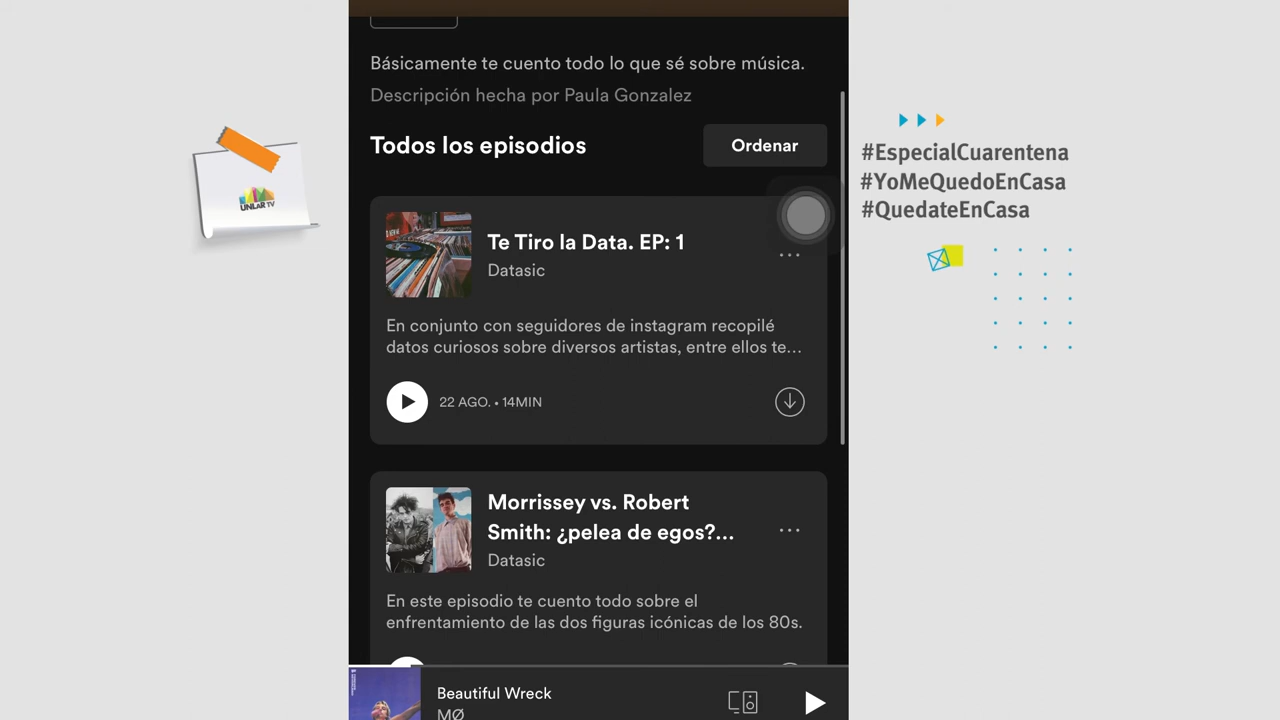 Básicamente te cuento todo lo que sé sobre música.
Descripción hecha por Paula Gonzalez
Todos los episodios
Ordenar
Te Tiro la Data. EP: 1
Datasic
En conjunto con seguidores de instagram recopilé
datos curiosos sobre diversos artistas, entre ellos te...
22 AGO. • 14MIN
Morrissey vs. Robert
Smith: ¿pelea de egos?...
Datasic
En este episodio te cuento todo sobre el
enfrentamiento de las dos figuras icónicas de los 80s.
Beautiful Wreck
MØ
UNLAR TV
#EspecialCuarentena
#YoMeQuedoEnCasa
#QuedateEnCasa